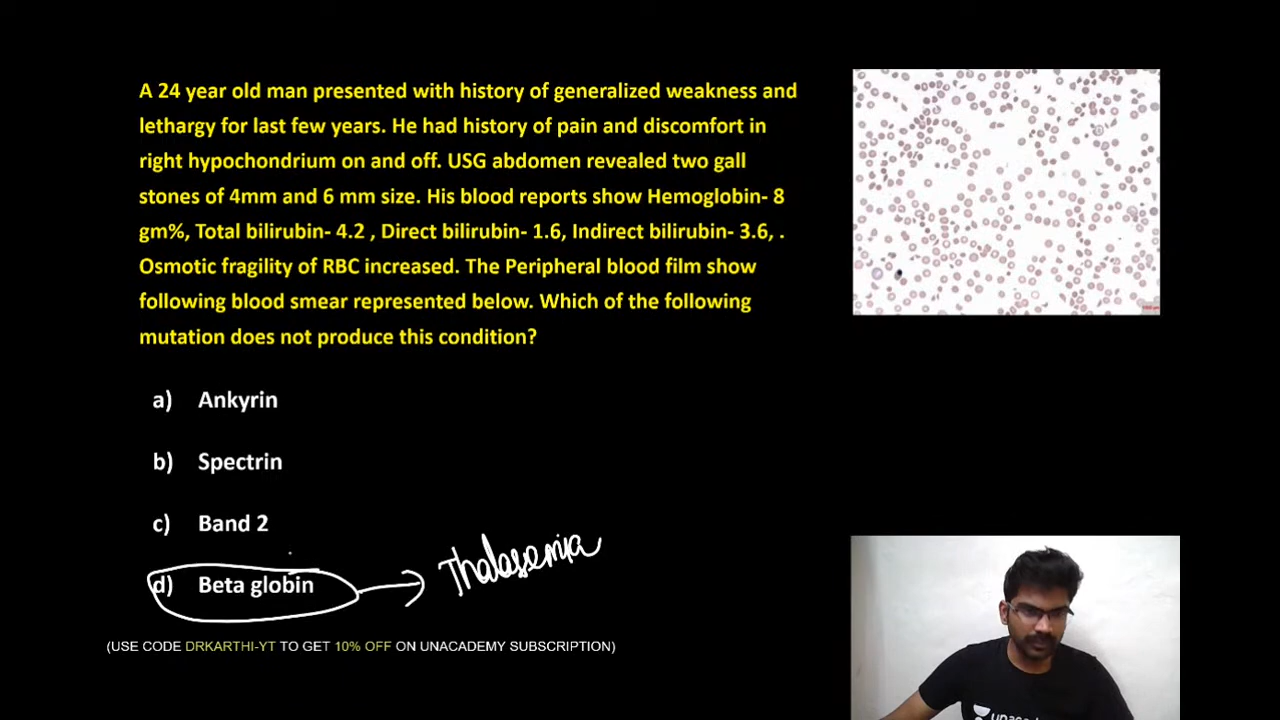 A 24 year old man presented with history of generalized weakness and
lethargy for last few years. He had history of pain and discomfort in
right hypochondrium on and off. USG abdomen revealed two gall
stones of 4mm and 6 mm size. His blood reports show Hemoglobin- 8
gm%, Total bilirubin- 4.2 , Direct bilirubin- 1.6, Indirect bilirubin- 3.6, .
Osmotic fragility of RBC increased. The Peripheral blood film show
following blood smear represented below. Which of the following
mutation does not produce this condition?
a) Ankyrin
b) Spectrin
c) Band 2
d) Beta globin
Thalassemia
(USE CODE DRKARTHI-YT TO GET 10% OFF ON UNACADEMY SUBSCRIPTION)